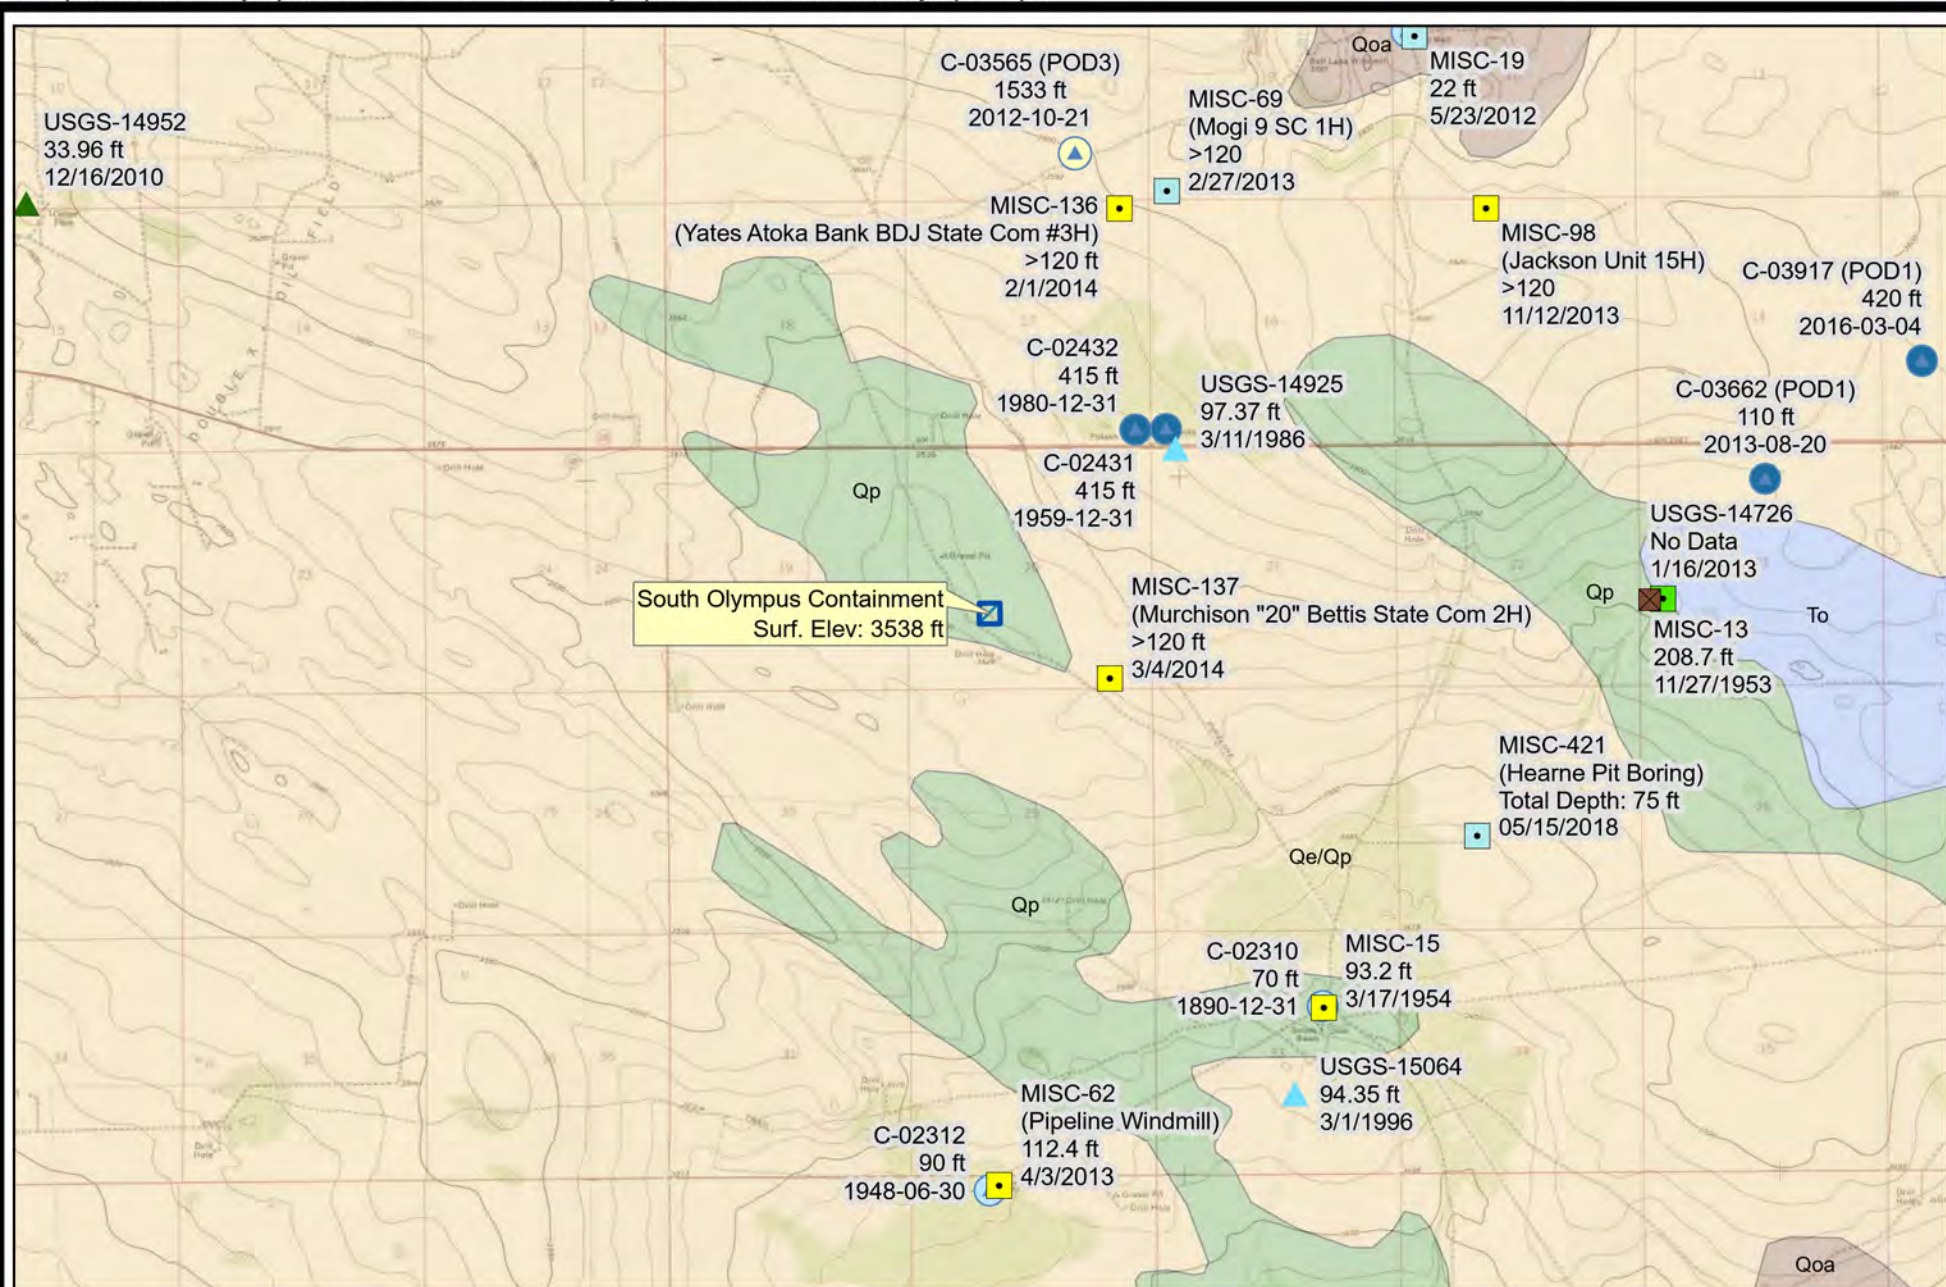 USGS-14952
33.96 ft
12/16/2010
C-03565 (POD3)
1533 ft
2012-10-21
MISC-69
(Mogi 9 SC 1H)
>120
2/27/2013
Qoa
MISC-19
22 ft
5/23/2012
MISC-136
(Yates Atoka Bank BDJ State Com #3H)
>120 ft
2/1/2014
MISC-98
(Jackson Unit 15H)
>120
11/12/2013
C-03917 (POD1)
420 ft
2016-03-04
DOUBLE X
OIL FIELD
C-02432
415 ft
1980-12-31
USGS-14925
97.37 ft
3/11/1986
C-03662 (POD1)
110 ft
2013-08-20
C-02431
415 ft
1959-12-31
Qp
USGS-14726
No Data
1/16/2013
South Olympus Containment
Surf. Elev: 3538 ft
MISC-137
(Murchison "20" Bettis State Com 2H)
>120 ft
3/4/2014
Qp
To
MISC-13
208.7 ft
11/27/1953
MISC-421
(Hearne Pit Boring)
Total Depth: 75 ft
05/15/2018
Qe/Qp
Qp
C-02310
70 ft
1890-12-31
MISC-15
93.2 ft
3/17/1954
USGS-15064
94.35 ft
3/1/1996
MISC-62
(Pipeline Windmill)
112.4 ft
4/3/2013
C-02312
90 ft
1948-06-30
Qoa